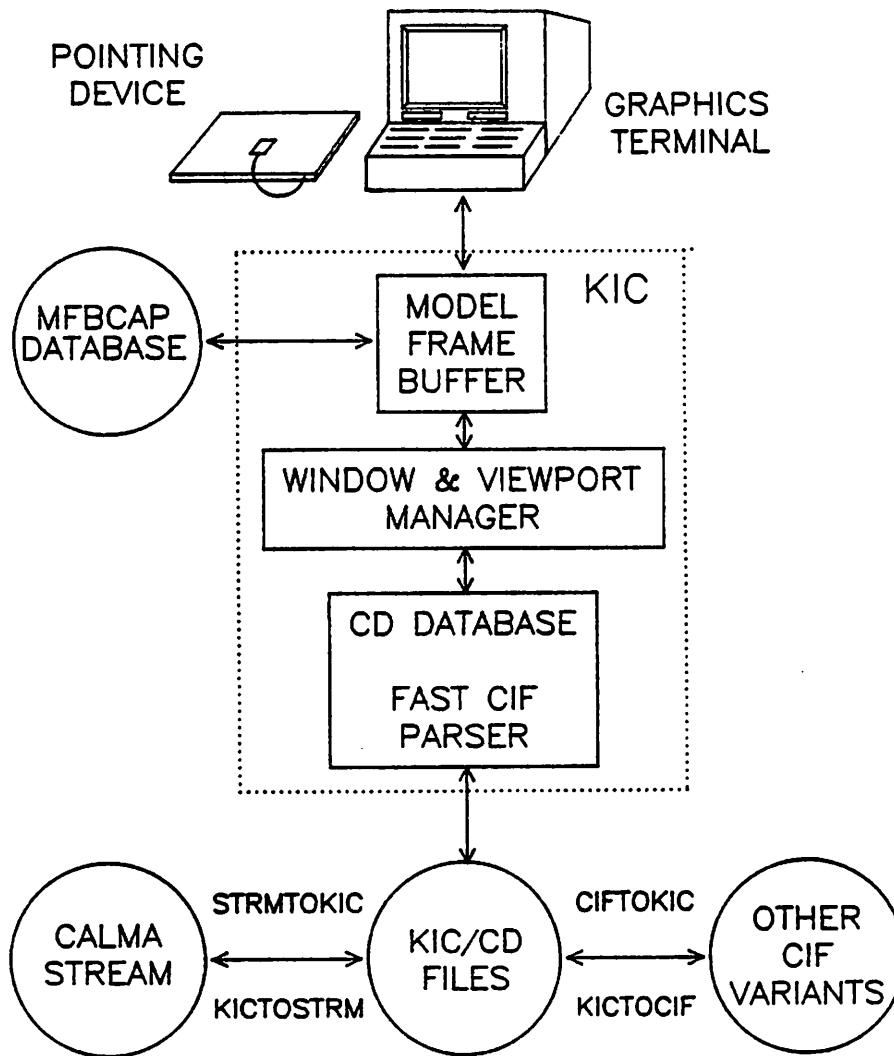 POINTING
DEVICE
GRAPHICS
TERMINAL
KIC
MFBCAP
DATABASE
MODEL
FRAME
BUFFER
WINDOW & VIEWPORT
MANAGER
CD DATABASE
FAST CIF
PARSER
CALMA
STREAM
STRMTOKIC
KICTOSTRM
KIC/CD
FILES
CIFTOKIC
KICTOCIF
OTHER
CIF
VARIANTS